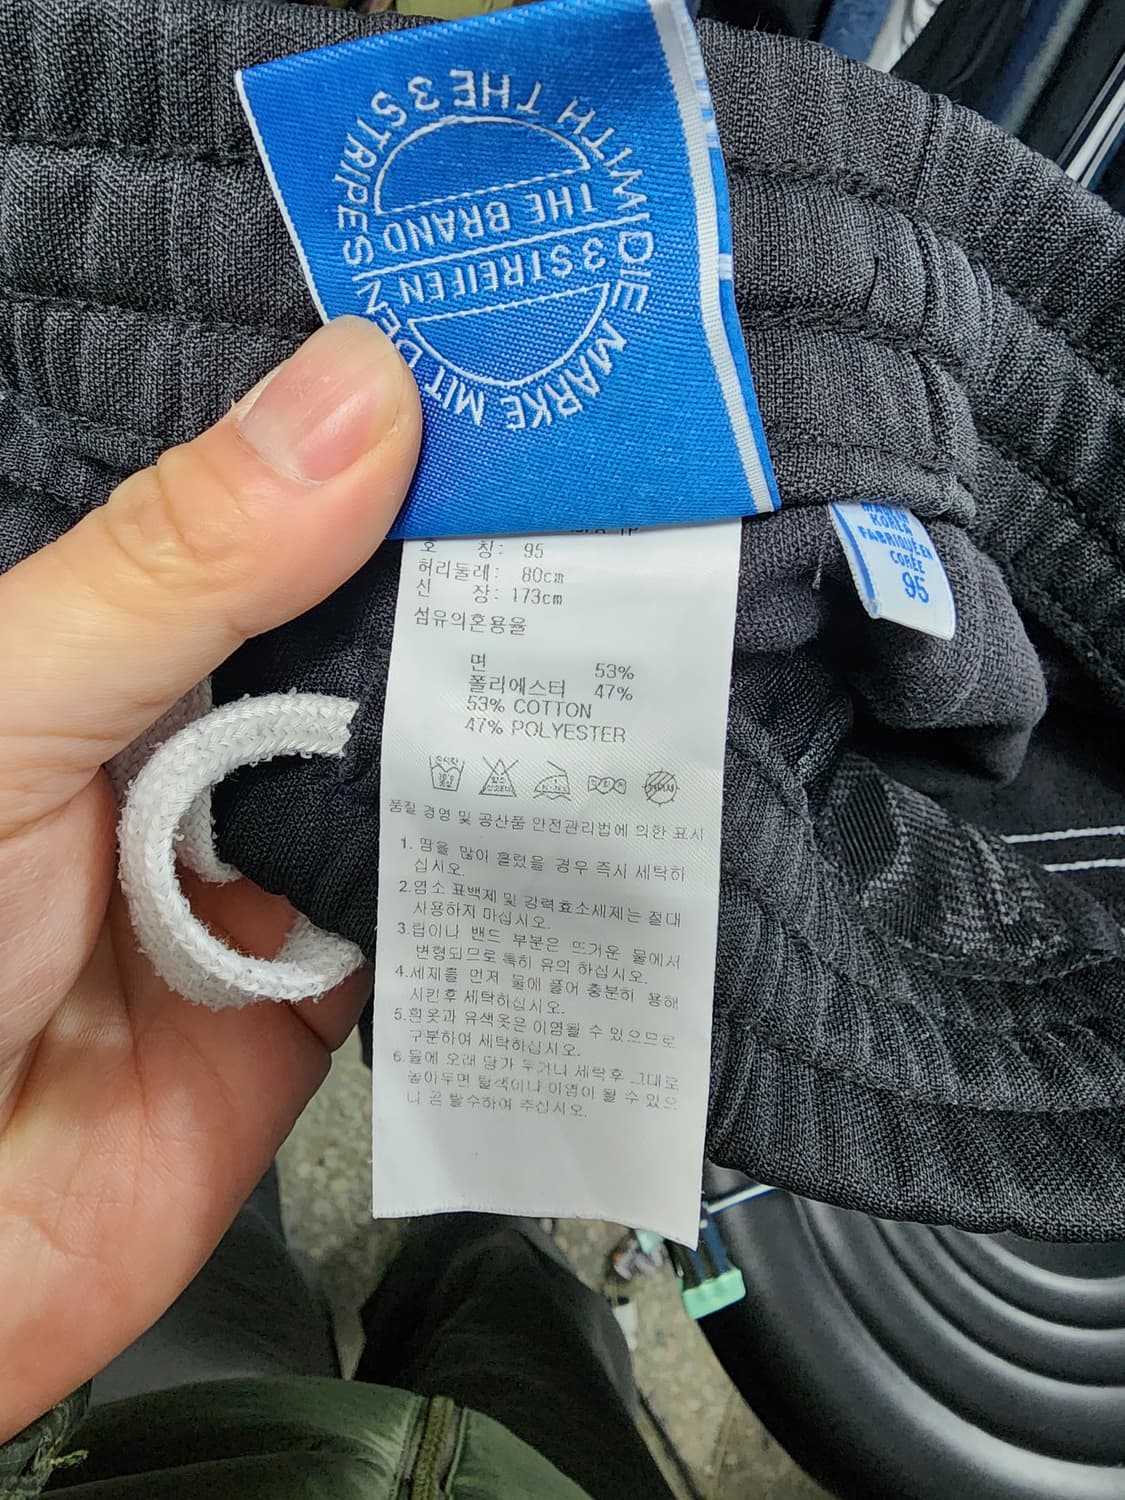 DIE MARKE MIT DEN
3 STREIFEN
THE BRAND
WITH THE 3 STRIPES
호 칭: 95
허리둘레: 80cm
신 장: 173cm
섬유의혼용율
면 53%
폴리에스터 47%
53% COTTON
47% POLYESTER
품질 경영 및 공산품 안전관리법에 의한 표시
1. 땀을 많이 흘렸을 경우 즉시 세탁하
십시오.
2.염소 표백제 및 강력효소세제는 절대
사용하지 마십시오.
3.립이나 밴드 부분은 뜨거운 물에서
변형되므로 특히 유의 하십시오.
4.세제를 먼저 물에 풀어 충분히 용해
시킨후 세탁하십시오.
5.흰옷과 유색옷은 이염될 수 있으므로
구분하여 세탁하십시오.
6.물에 오래 담가 두거나 세탁후 그대로
놓아두면 탈색이나 이염이 될 수 있으
니 곧 탈수하여 주십시오.
KOREA
FABRIQUE EN
COREE
95